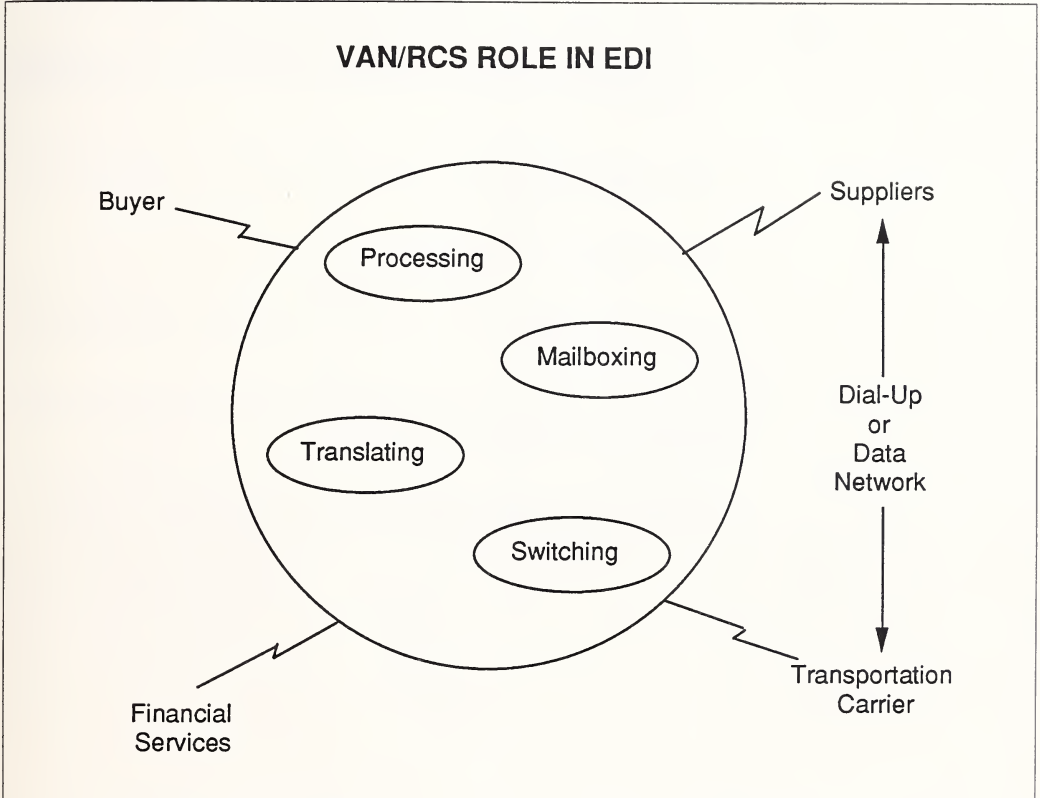 VAN/RCS ROLE IN EDI
Buyer
Suppliers
Processing
Mailboxing
Dial-Up
or
Data
Network
Translating
Switching
Transportation
Carrier
Financial
Services